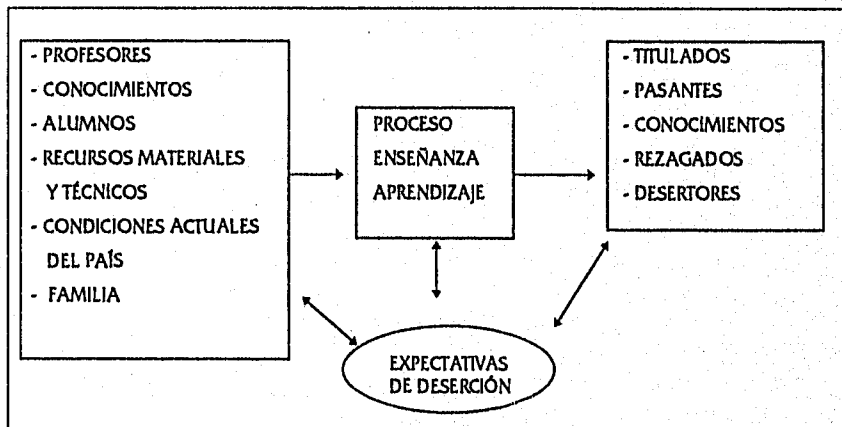 - PROFESORES
- CONOCIMIENTOS
- ALUMNOS
- RECURSOS MATERIALES
Y TÉCNICOS
- CONDICIONES ACTUALES
DEL PAÍS
- FAMILIA
PROCESO
ENSEÑANZA
APRENDIZAJE
- TITULADOS
- PASANTES
- CONOCIMIENTOS
- REZAGADOS
- DESERTORES
EXPECTATIVAS
DE DESERCIÓN